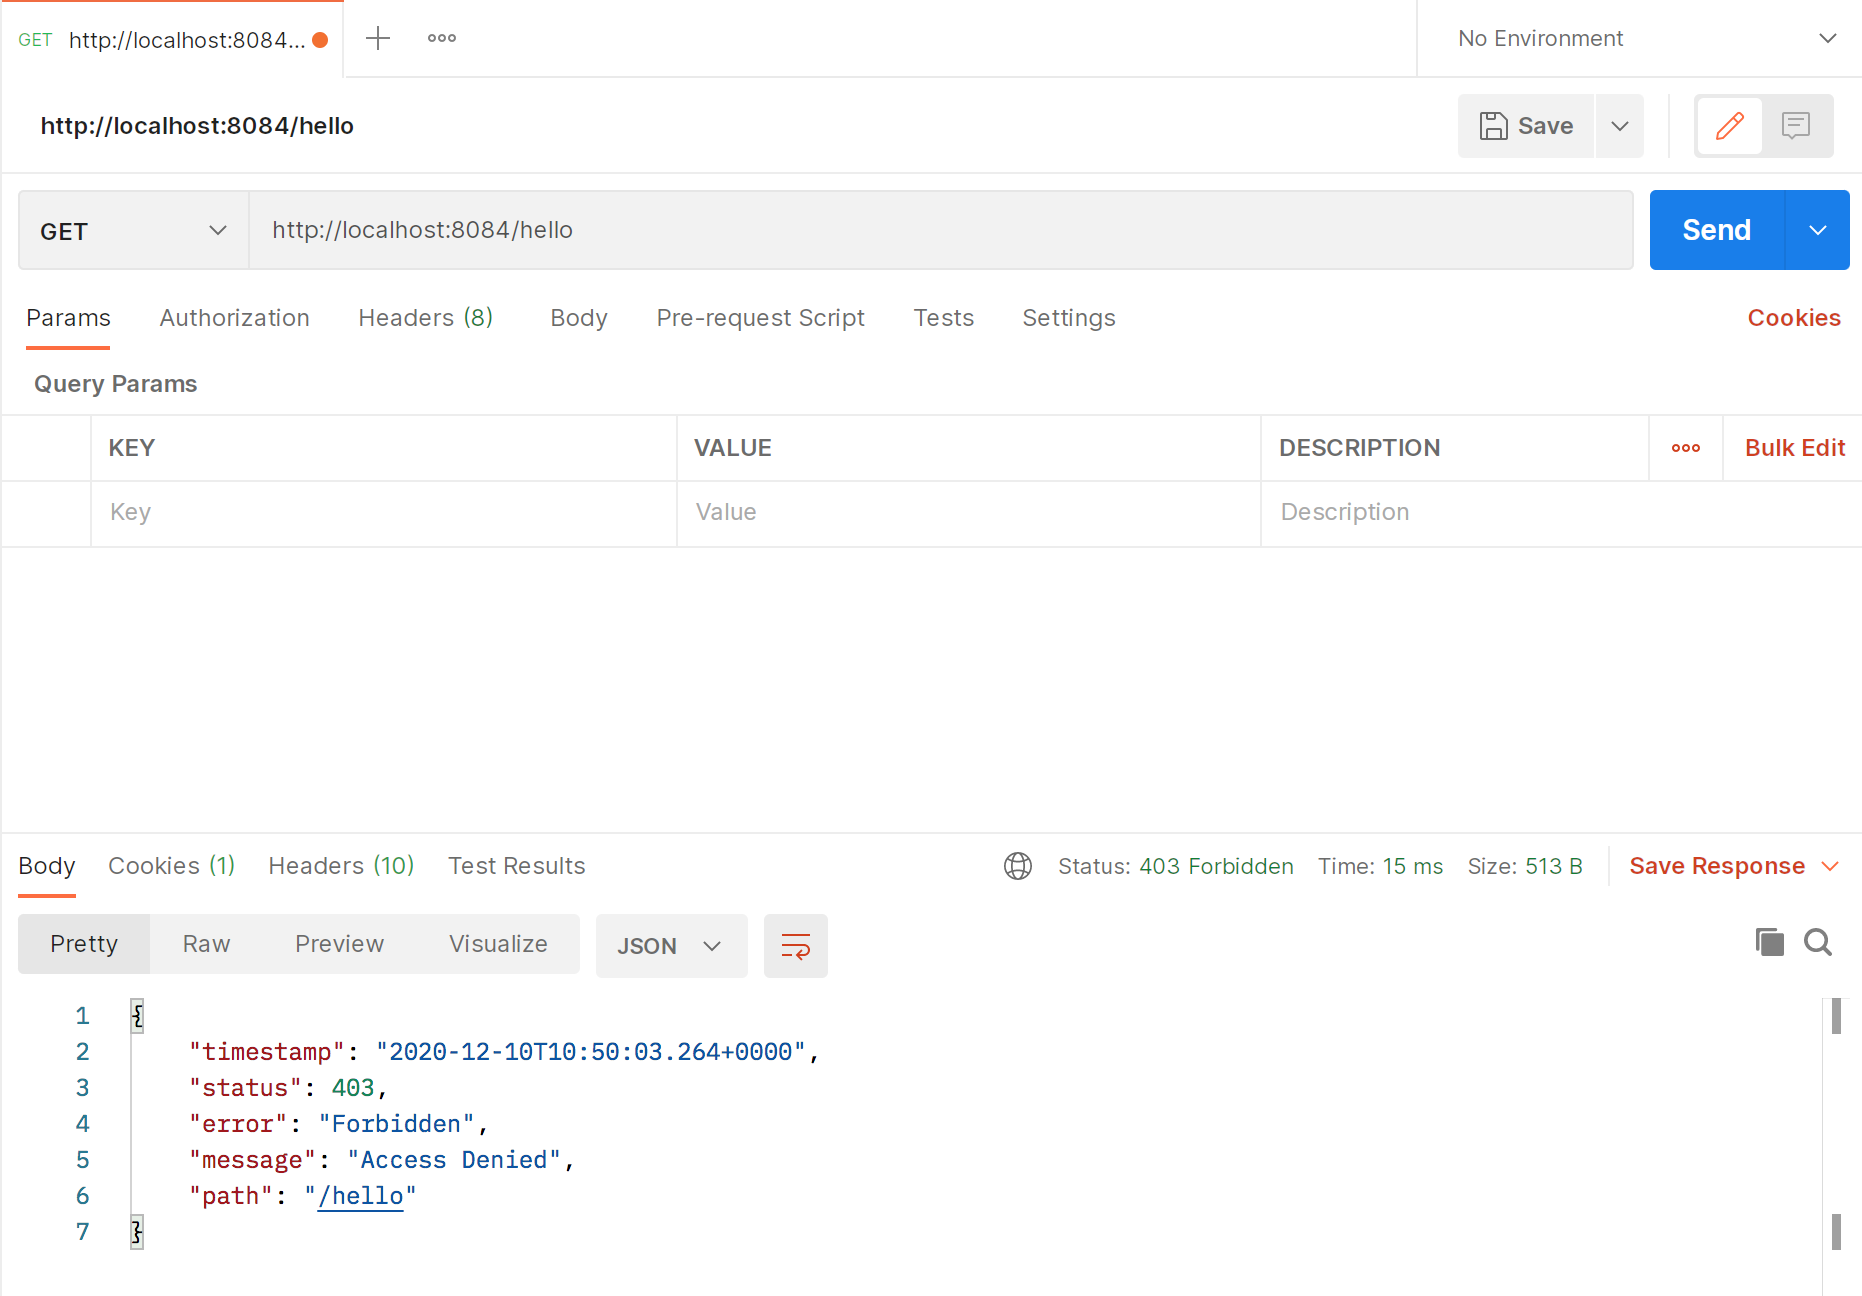 GET http://localhost:8084...
No Environment
http://localhost:8084/hello
Save
GET http://localhost:8084/hello
Send
Params Authorization Headers (8) Body Pre-request Script Tests Settings Cookies
Query Params
KEY VALUE DESCRIPTION Bulk Edit
Key Value Description
Body Cookies (1) Headers (10) Test Results Status: 403 Forbidden Time: 15 ms Size: 513 B Save Response
Pretty Raw Preview Visualize JSON
1 {
2 "timestamp": "2020-12-10T10:50:03.264+0000",
3 "status": 403,
4 "error": "Forbidden",
5 "message": "Access Denied",
6 "path": "/hello"
7 }